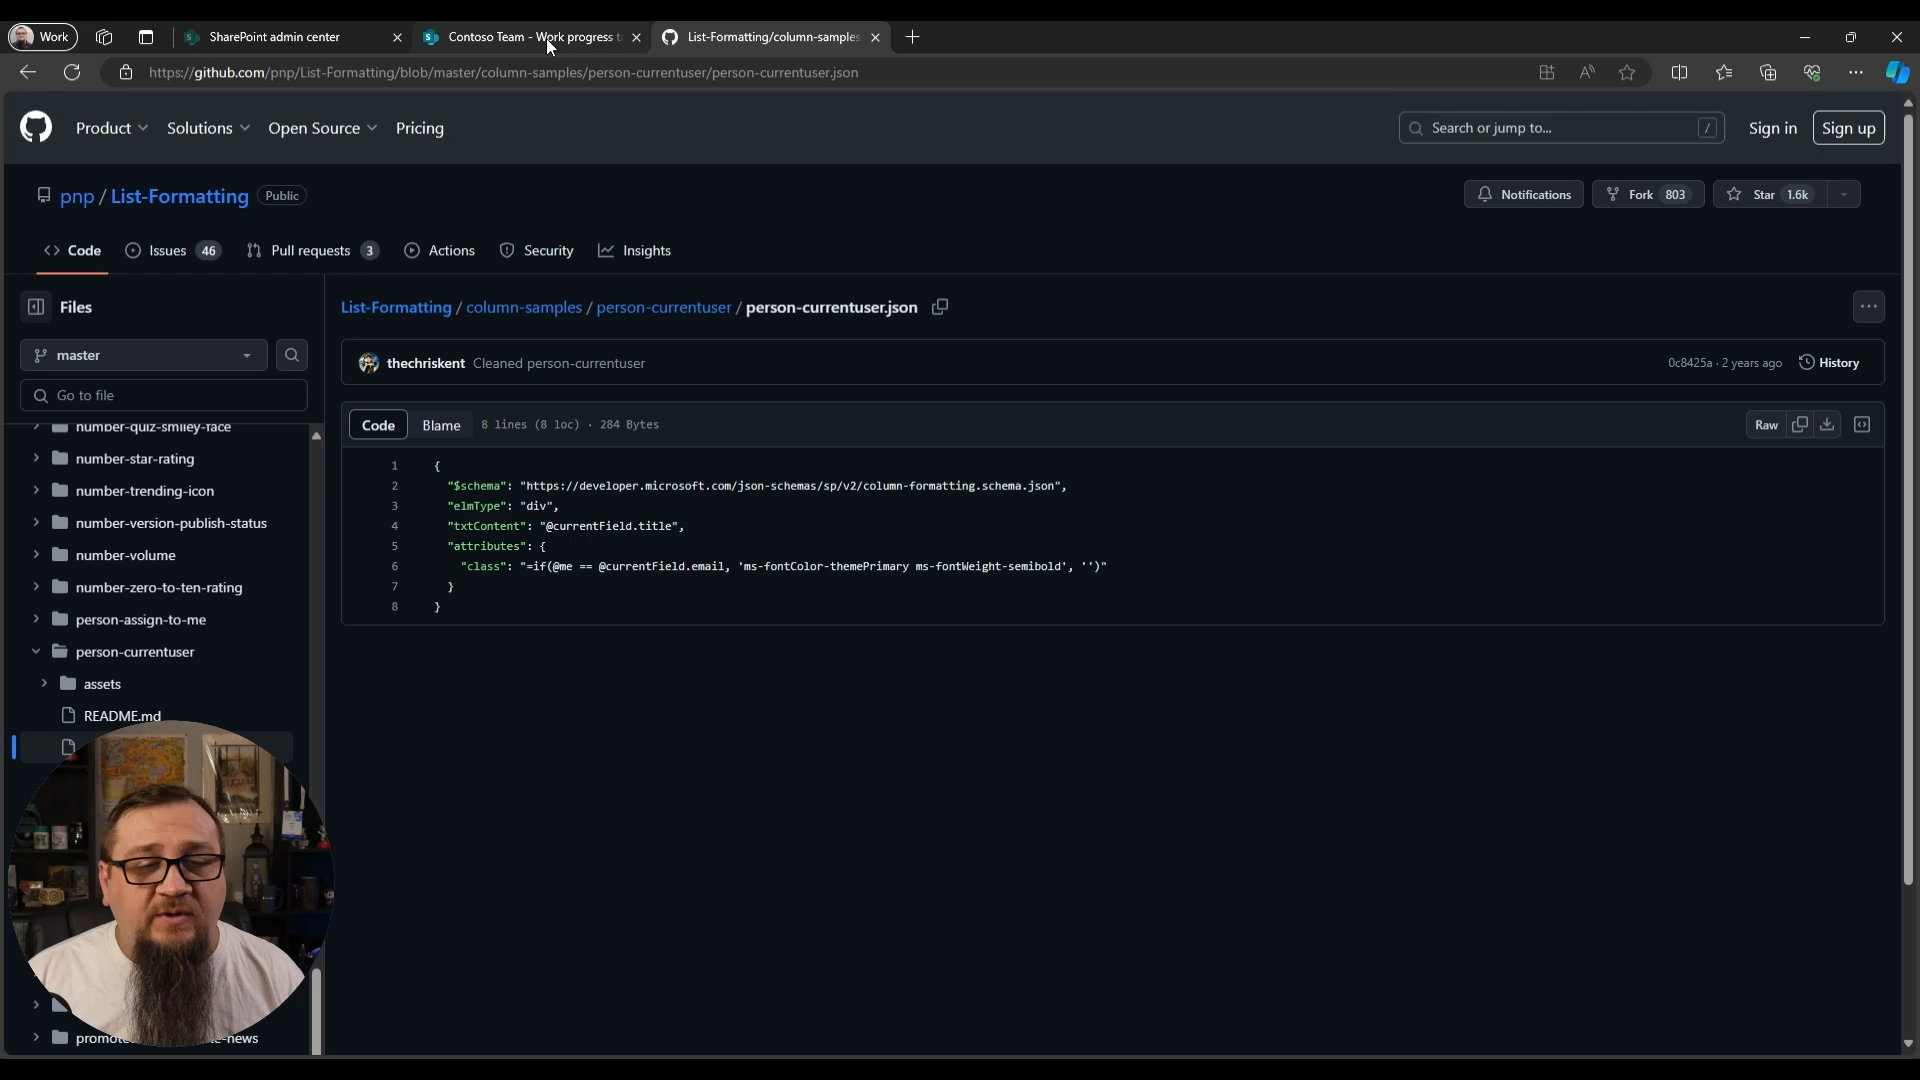 Work
SharePoint admin center
Contoso Team - Work progress t
List-Formatting/column-samples
https://github.com/pnp/List-Formatting/blob/master/column-samples/person-currentuser/person-currentuser.json
Product
Solutions
Open Source
Pricing
Search or jump to...
/
Sign in
Sign up
pnp / List-Formatting
Public
Notifications
Fork 803
Star 1.6k
Code
Issues 46
Pull requests 3
Actions
Security
Insights
Files
master
Go to file
number-quiz-smiley-face
number-star-rating
number-trending-icon
number-version-publish-status
number-volume
number-zero-to-ten-rating
person-assign-to-me
person-currentuser
assets
README.md
List-Formatting / column-samples / person-currentuser / person-currentuser.json
thechriskent Cleaned person-currentuser
0c8425a · 2 years ago
History
Code
Blame
8 lines (8 loc) · 284 Bytes
Raw
1 {
2 "$schema": "https://developer.microsoft.com/json-schemas/sp/v2/column-formatting.schema.json",
3 "elmType": "div",
4 "txtContent": "@currentField.title",
5 "attributes": {
6 "class": "=if(@me == @currentField.email, 'ms-fontColor-themePrimary ms-fontWeight-semibold', '')"
7 }
8 }